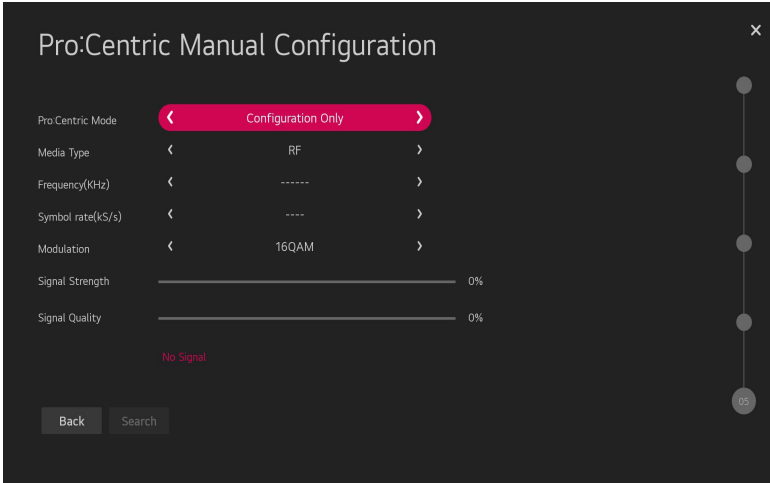 Pro:Centric Manual Configuration
×
Pro:Centric Mode ‹ Configuration Only ›
Media Type ‹ RF ›
Frequency(KHz) ‹ ------ ›
Symbol rate(kS/s) ‹ ---- ›
Modulation ‹ 16QAM ›
Signal Strength 0%
Signal Quality 0%
No Signal
05
Back Search